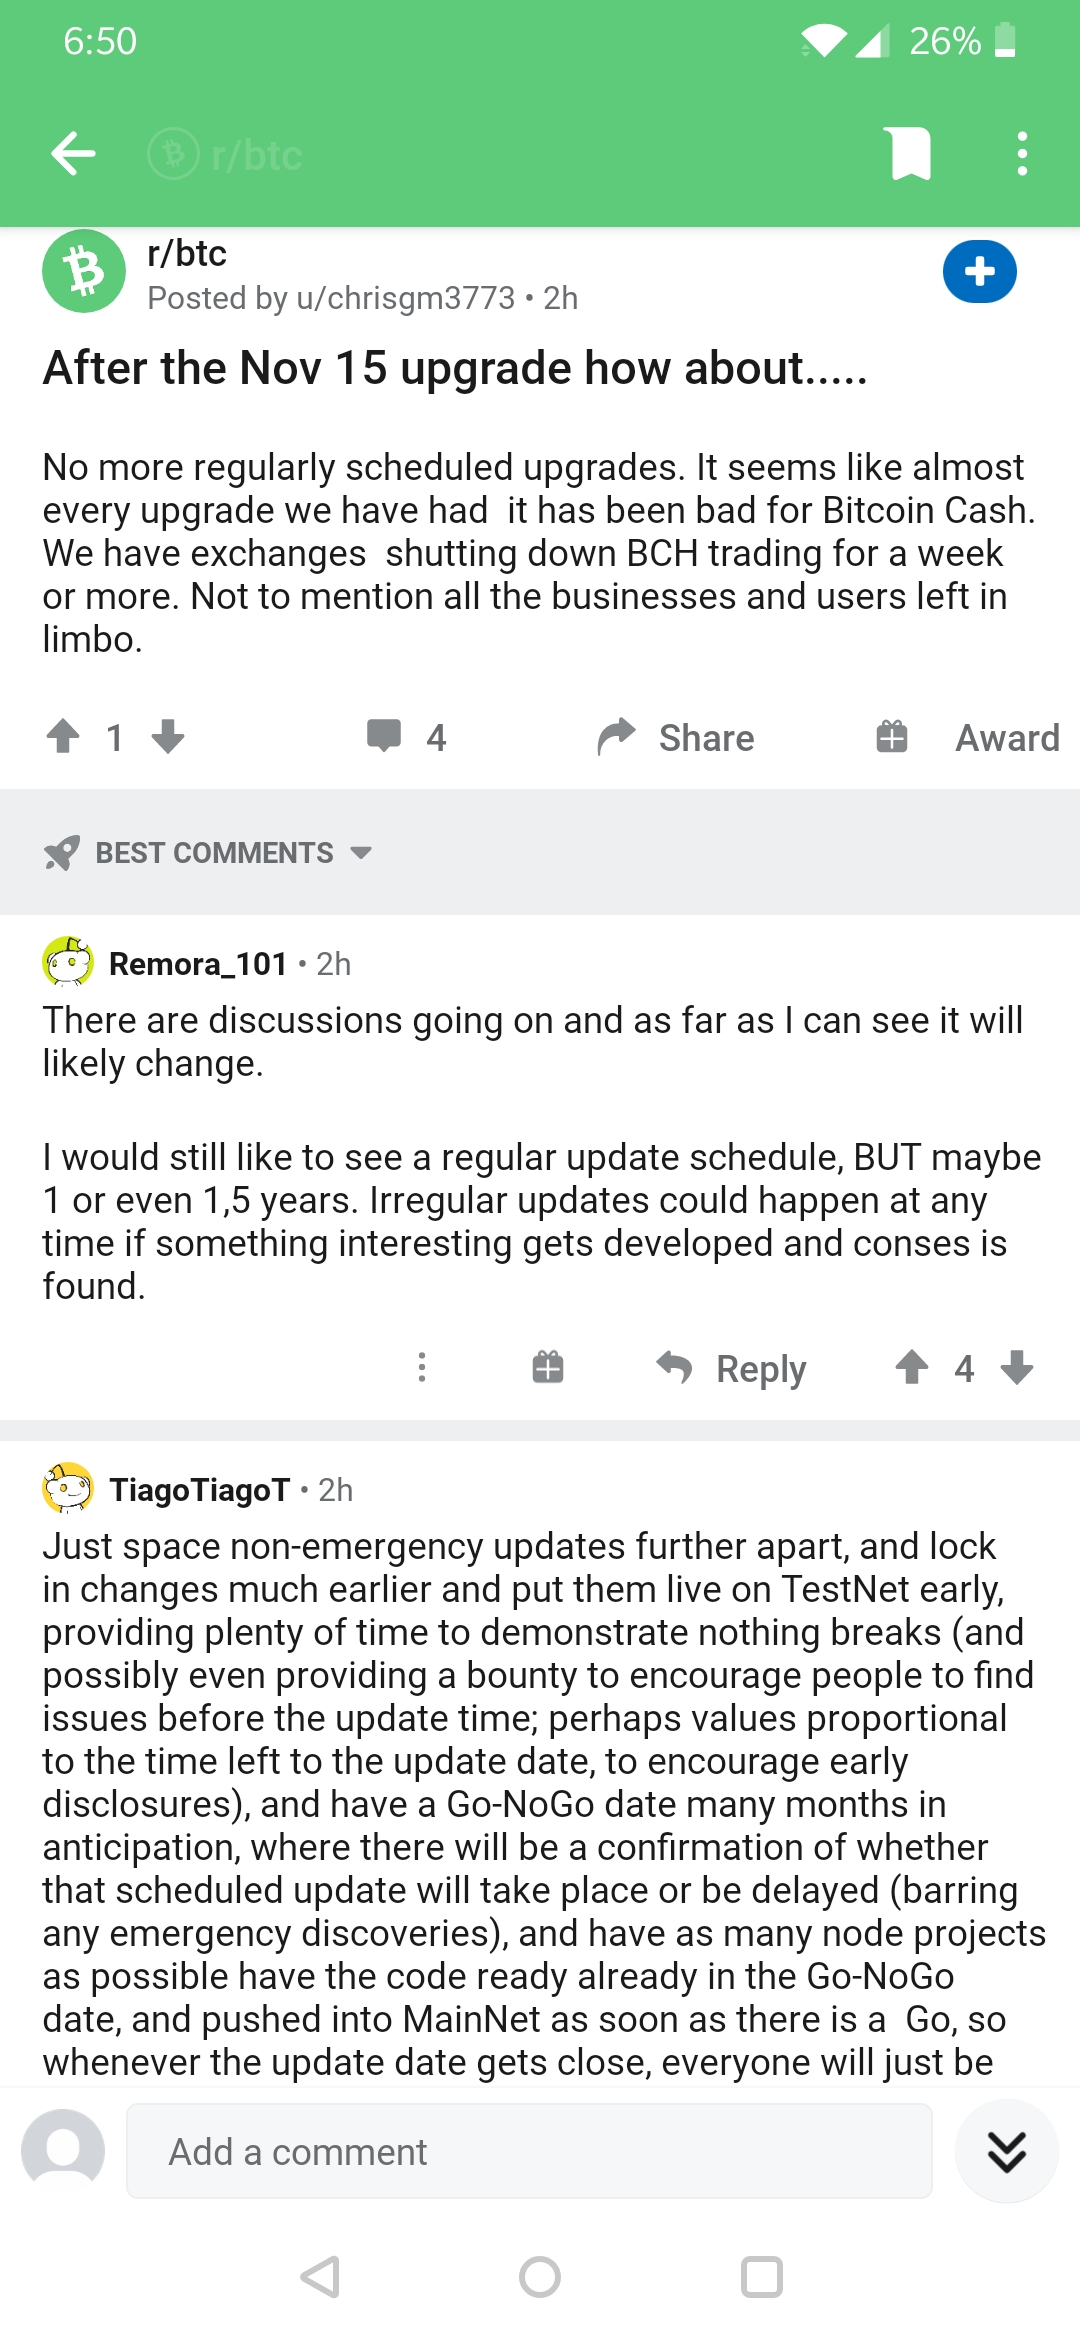 6:50
26%
r/btc
r/btc
Posted by u/chrisgm3773 • 2h
After the Nov 15 upgrade how about.....
No more regularly scheduled upgrades. It seems like almost
every upgrade we have had  it has been bad for Bitcoin Cash.
We have exchanges  shutting down BCH trading for a week
or more. Not to mention all the businesses and users left in
limbo.
1
4
Share
Award
BEST COMMENTS
Remora_101 • 2h
There are discussions going on and as far as I can see it will
likely change.
I would still like to see a regular update schedule, BUT maybe
1 or even 1,5 years. Irregular updates could happen at any
time if something interesting gets developed and conses is
found.
Reply
4
TiagoTiagoT • 2h
Just space non-emergency updates further apart, and lock
in changes much earlier and put them live on TestNet early,
providing plenty of time to demonstrate nothing breaks (and
possibly even providing a bounty to encourage people to find
issues before the update time; perhaps values proportional
to the time left to the update date, to encourage early
disclosures), and have a Go-NoGo date many months in
anticipation, where there will be a confirmation of whether
that scheduled update will take place or be delayed (barring
any emergency discoveries), and have as many node projects
as possible have the code ready already in the Go-NoGo
date, and pushed into MainNet as soon as there is a  Go, so
whenever the update date gets close, everyone will just be
Add a comment